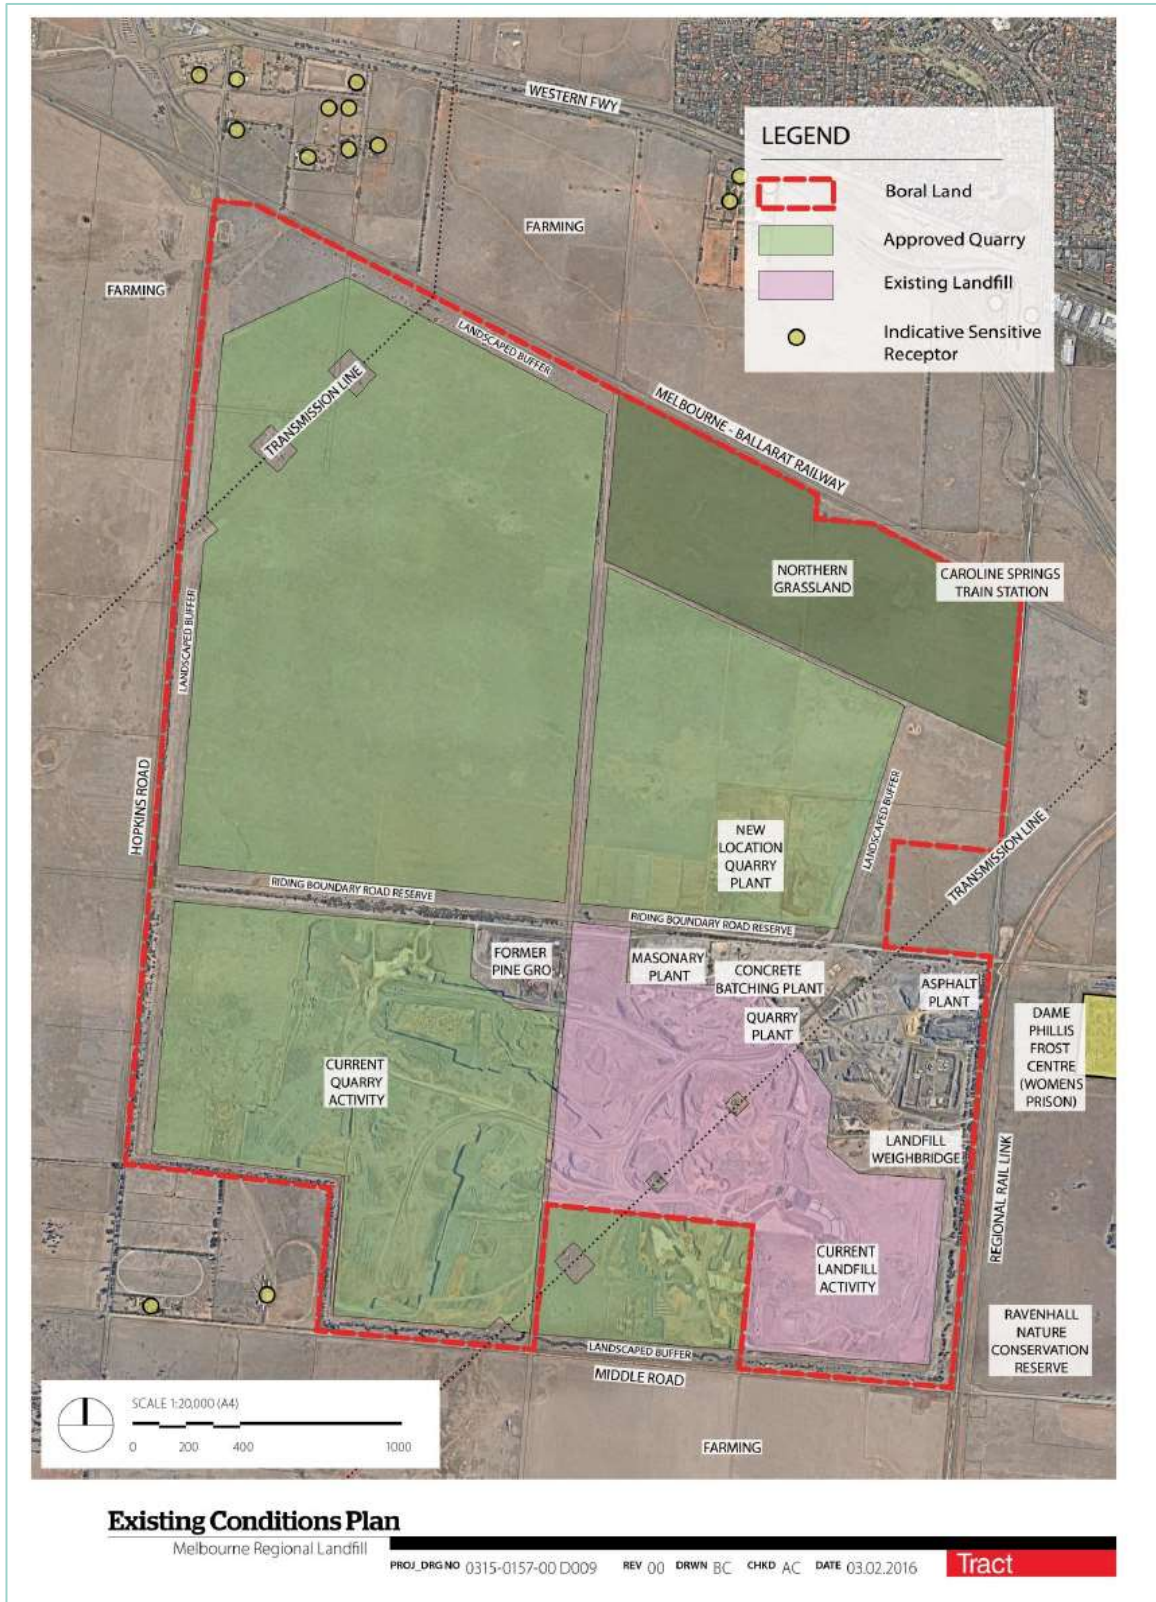 WESTERN FWY
LEGEND
Boral Land
Approved Quarry
Existing Landfill
Indicative Sensitive
Receptor
FARMING
FARMING
LANDSCAPED BUFFER
TRANSMISSION LINE
MELBOURNE - BALLARAT RAILWAY
NORTHERN
GRASSLAND
CAROLINE SPRINGS
TRAIN STATION
LANDSCAPED BUFFER
HOPKINS ROAD
LANDSCAPED BUFFER
TRANSMISSION LINE
NEW
LOCATION
QUARRY
PLANT
RIDING BOUNDARY ROAD RESERVE
RIDING BOUNDARY ROAD RESERVE
FORMER
PINE GRO
MASONARY
PLANT
CONCRETE
BATCHING PLANT
ASPHALT
PLANT
QUARRY
PLANT
DAME
PHILLIS
FROST
CENTRE
(WOMENS
PRISON)
CURRENT
QUARRY
ACTIVITY
LANDFILL
WEIGHBRIDGE
REGIONAL RAIL LINK
CURRENT
LANDFILL
ACTIVITY
RAVENHALL
NATURE
CONSERVATION
RESERVE
LANDSCAPED BUFFER
MIDDLE ROAD
FARMING
SCALE 1:20,000 (A4)
0 200 400 1000
Existing Conditions Plan
Melbourne Regional Landfill
PROJ_DRG NO 0315-0157-00 D009 REV 00 DRWN BC CHKD AC DATE 03.02.2016
Tract